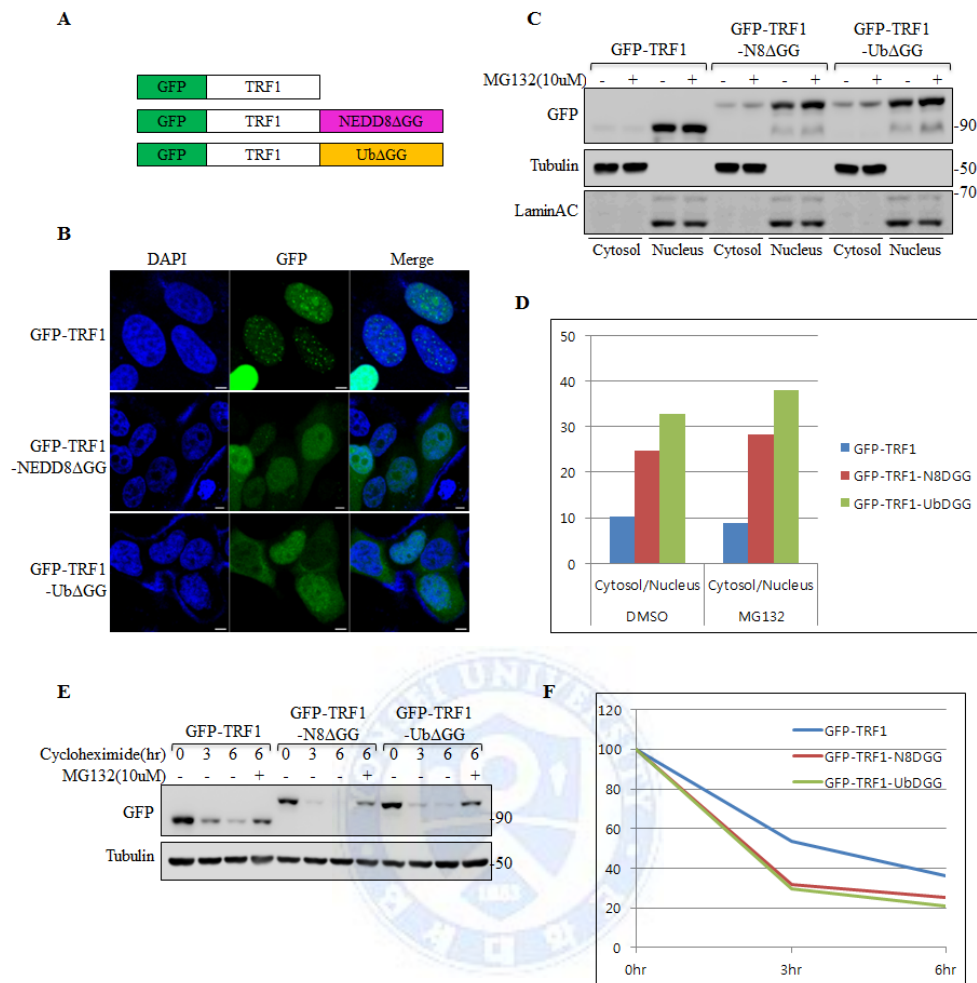 A
GFP TRF1
GFP TRF1 NEDD8ΔGG
GFP TRF1 UbΔGG
B
DAPI GFP Merge
GFP-TRF1
GFP-TRF1
-NEDD8ΔGG
GFP-TRF1
-UbΔGG
C
GFP-TRF1 GFP-TRF1
-N8ΔGG GFP-TRF1
-UbΔGG
MG132(10uM) - + - + - + - + - + - +
GFP -90
Tubulin -50
-70
LaminAC
Cytosol Nucleus Cytosol Nucleus Cytosol Nucleus
D
50
40
30
20
10
0
Cytosol/Nucleus Cytosol/Nucleus
DMSO MG132
GFP-TRF1
GFP-TRF1-N8DGG
GFP-TRF1-UbDGG
E
GFP-TRF1 GFP-TRF1
-N8ΔGG GFP-TRF1
-UbΔGG
Cycloheximide(hr) 0 3 6 6 0 3 6 6 0 3 6 6
MG132(10uM) - - - + - - - + - - - +
GFP -90
Tubulin -50
F
120
100
80
60
40
20
0
0hr 3hr 6hr
GFP-TRF1
GFP-TRF1-N8DGG
GFP-TRF1-UbDGG
UNIVERSITY
1885